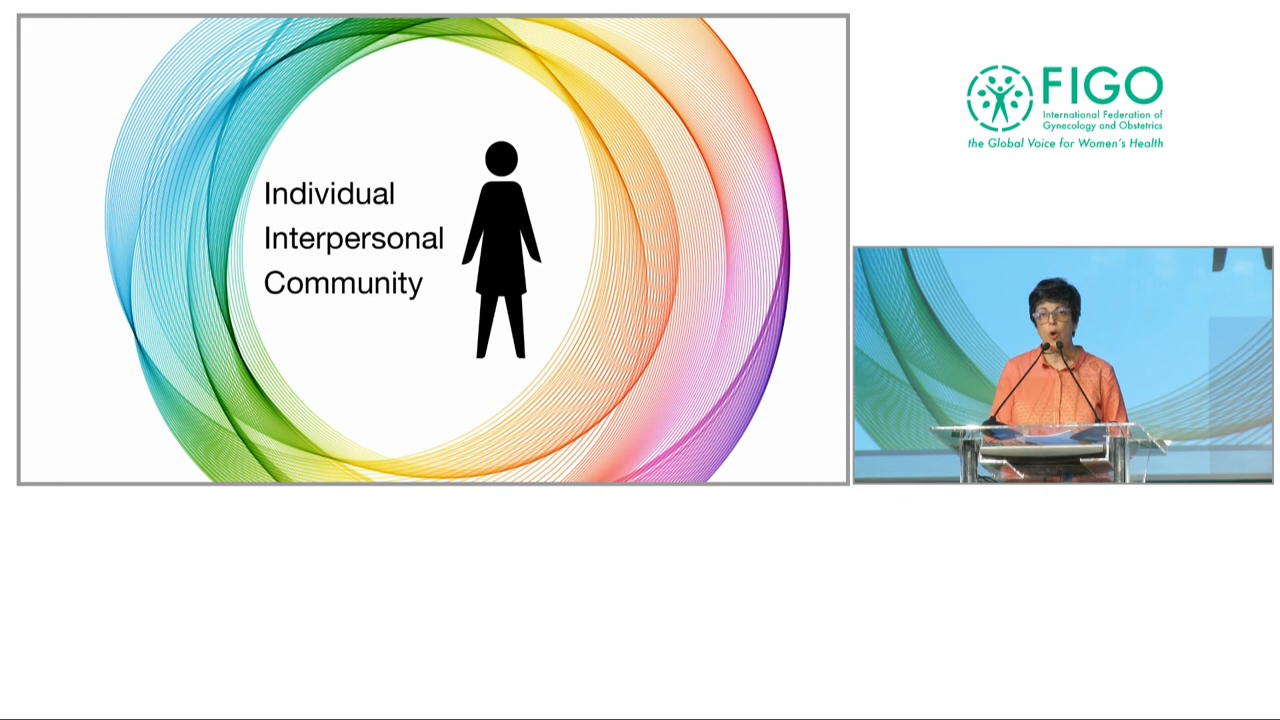 Individual
Interpersonal
Community
FIGO
International Federation of
Gynecology and Obstetrics
the Global Voice for Women's Health